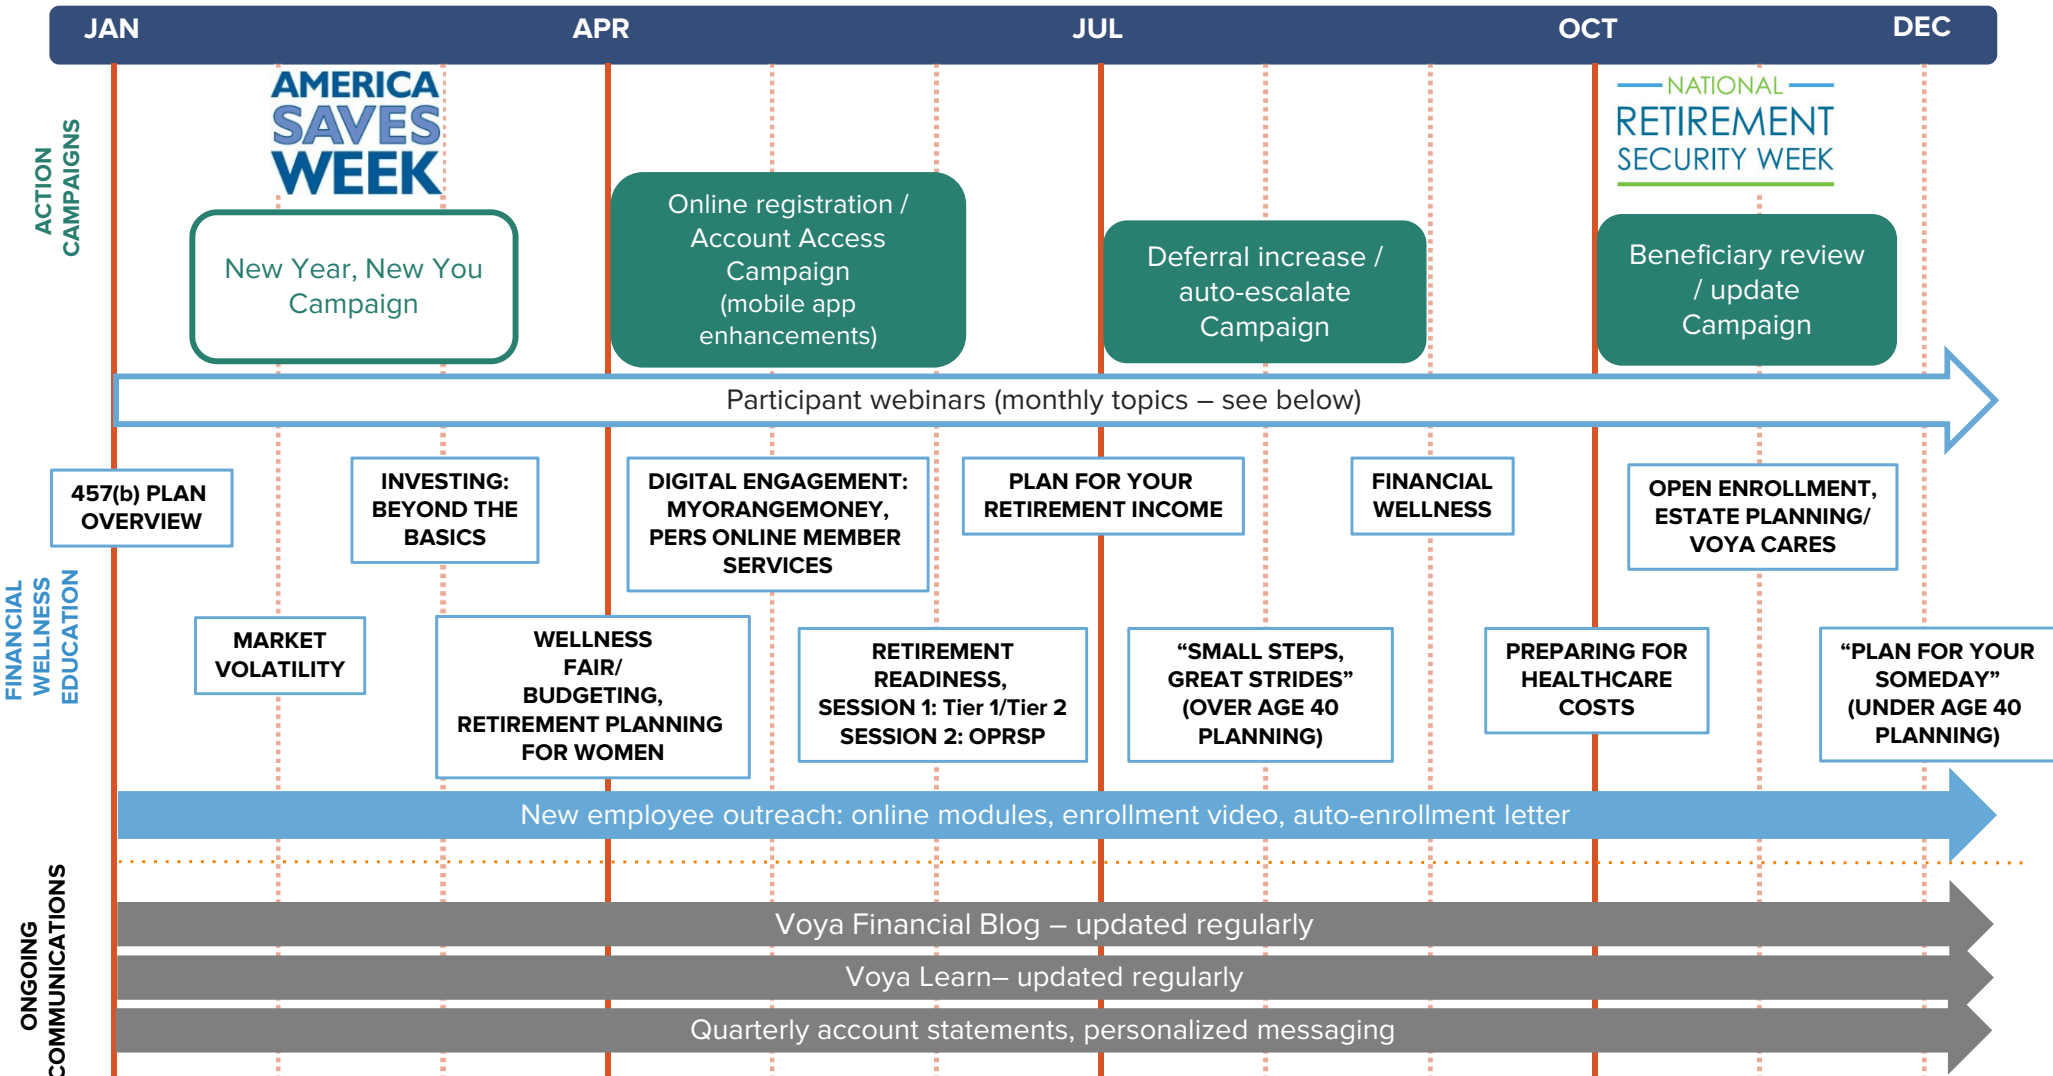 JAN
APR
JUL
OCT
DEC
ACTION
CAMPAIGNS
AMERICA
SAVES
WEEK
NATIONAL
RETIREMENT
SECURITY WEEK
New Year, New You
Campaign
Online registration /
Account Access
Campaign
(mobile app
enhancements)
Deferral increase /
auto-escalate
Campaign
Beneficiary review
/ update
Campaign
Participant webinars (monthly topics – see below)
FINANCIAL
WELLNESS
EDUCATION
457(b) PLAN
OVERVIEW
INVESTING:
BEYOND THE
BASICS
DIGITAL ENGAGEMENT:
MYORANGEMONEY,
PERS ONLINE MEMBER
SERVICES
PLAN FOR YOUR
RETIREMENT INCOME
FINANCIAL
WELLNESS
OPEN ENROLLMENT,
ESTATE PLANNING/
VOYA CARES
MARKET
VOLATILITY
WELLNESS
FAIR/
BUDGETING,
RETIREMENT PLANNING
FOR WOMEN
RETIREMENT
READINESS,
SESSION 1: Tier 1/Tier 2
SESSION 2: OPRSP
“SMALL STEPS,
GREAT STRIDES”
(OVER AGE 40
PLANNING)
PREPARING FOR
HEALTHCARE
COSTS
“PLAN FOR YOUR
SOMEDAY”
(UNDER AGE 40
PLANNING)
New employee outreach: online modules, enrollment video, auto-enrollment letter
ONGOING
COMMUNICATIONS
Voya Financial Blog – updated regularly
Voya Learn– updated regularly
Quarterly account statements, personalized messaging